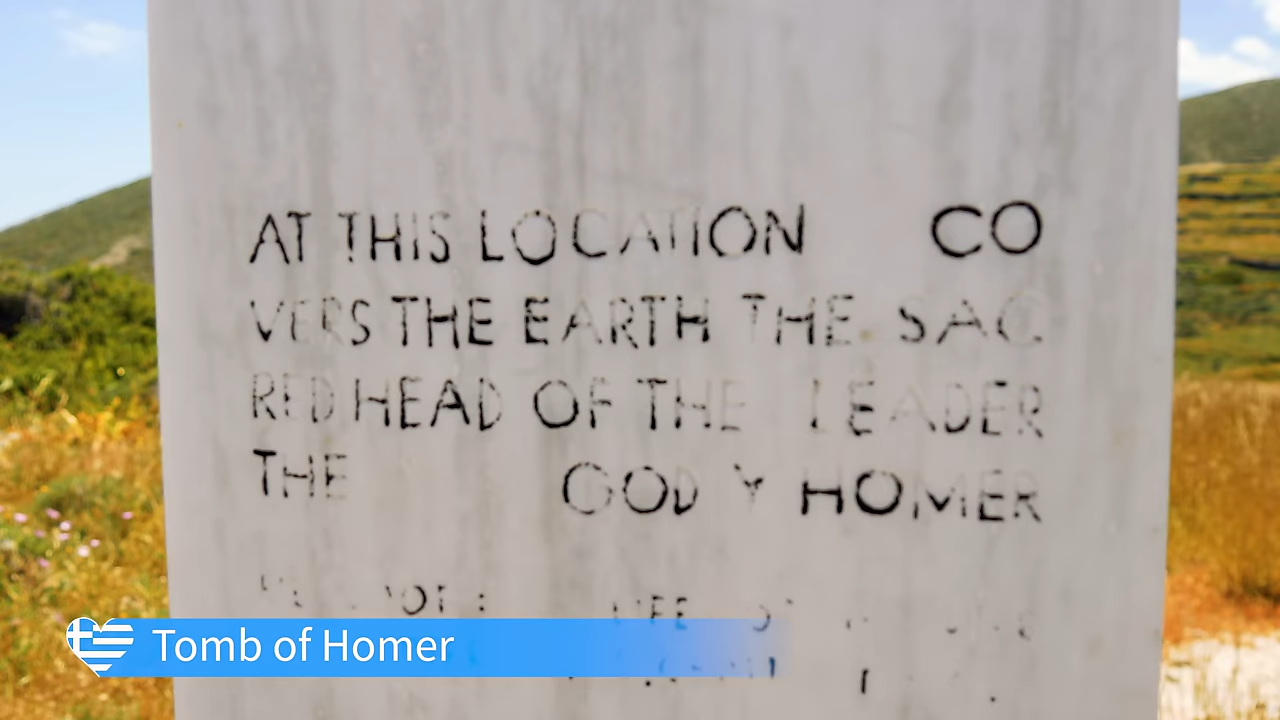 AT THIS LOCATION CO
VERS THE EARTH THE SAC
RED HEAD OF THE LEADER
THE GOD Y HOMER
Tomb of Homer